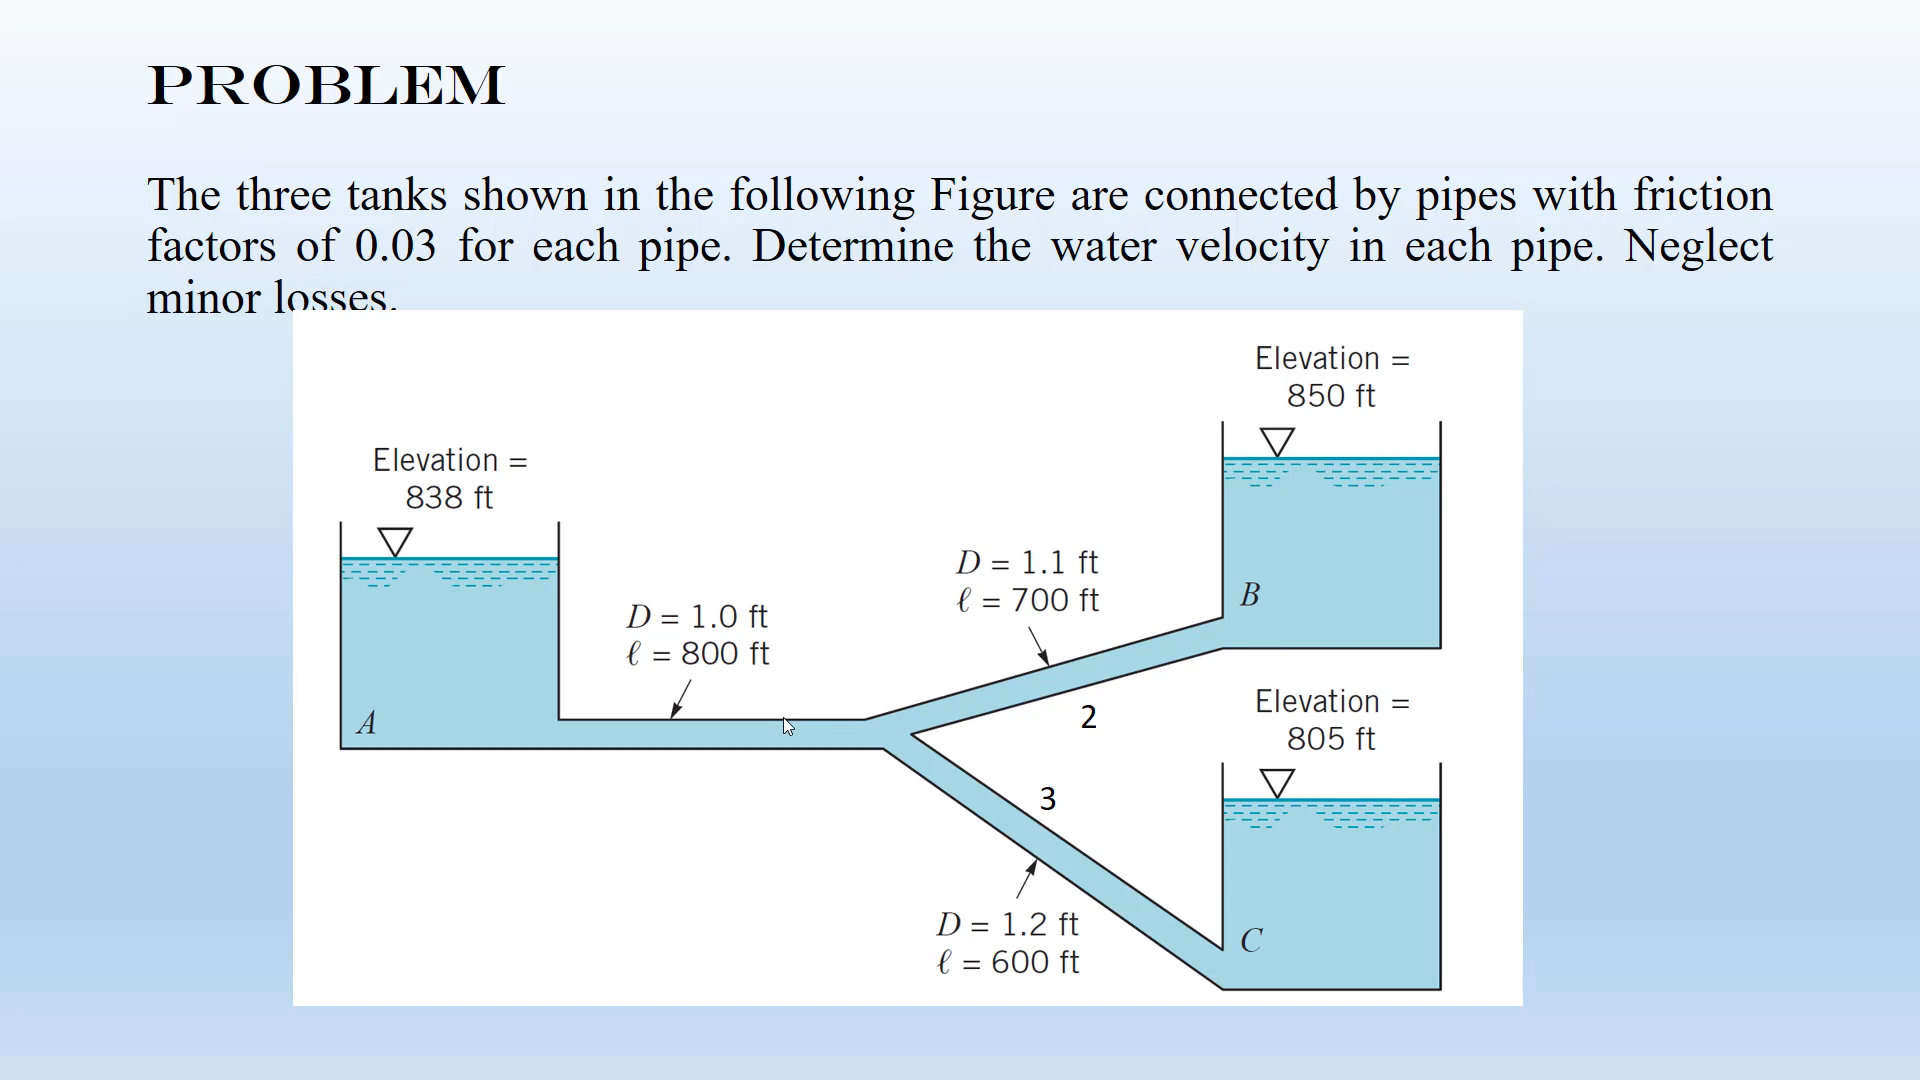 PROBLEM
The three tanks shown in the following Figure are connected by pipes with friction
factors of 0.03 for each pipe. Determine the water velocity in each pipe. Neglect
minor losses.
Elevation =
850 ft
Elevation =
838 ft
D = 1.1 ft
ℓ = 700 ft
B
D = 1.0 ft
ℓ = 800 ft
Elevation =
805 ft
A
2
3
D = 1.2 ft
ℓ = 600 ft
C